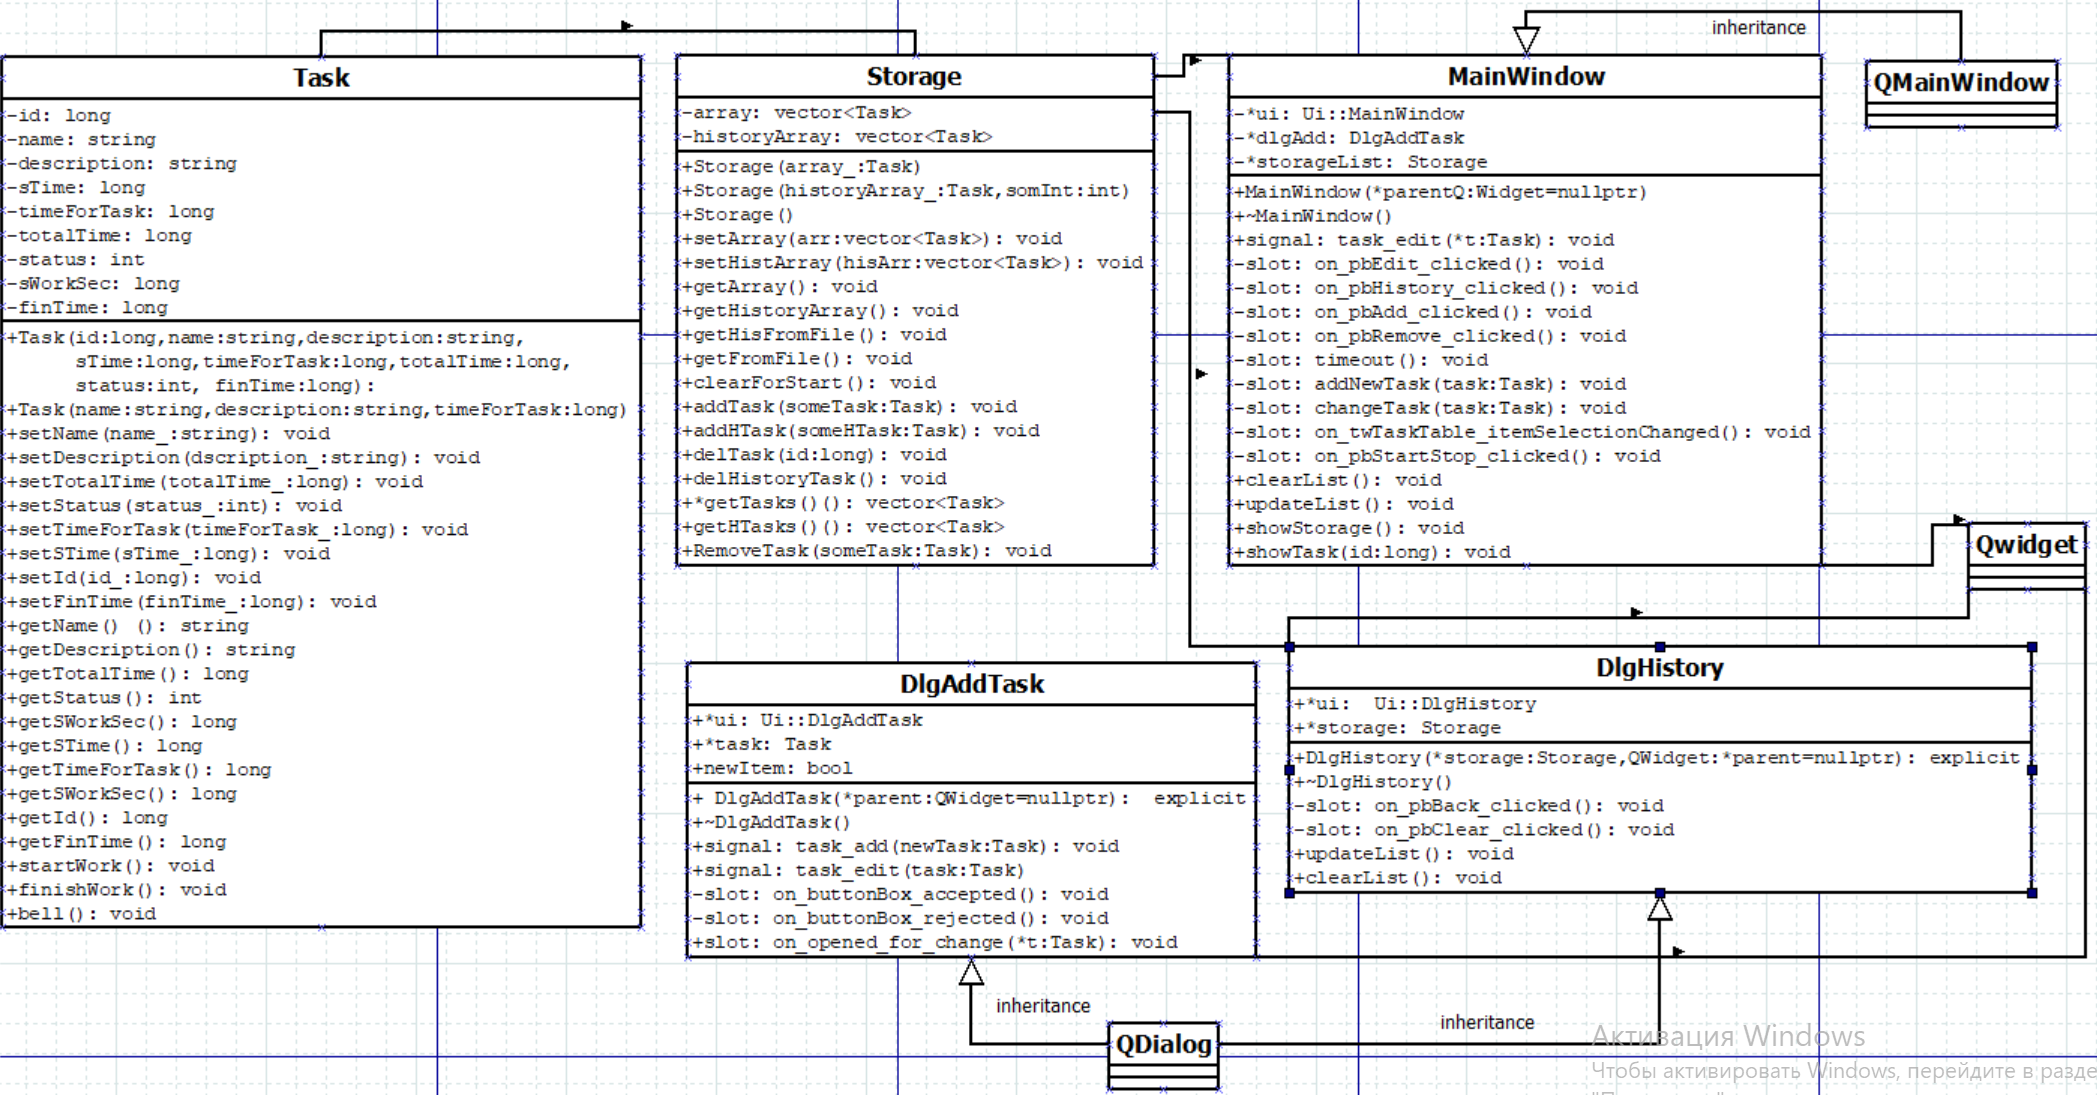 Task
-id: long
-name: string
-description: string
-sTime: long
-timeForTask: long
-totalTime: long
-status: int
-sWorkSec: long
-finTime: long
+Task(id:long,name:string,description:string,
sTime:long,timeForTask:long,totalTime:long,
status:int, finTime:long):
+Task(name:string,description:string,timeForTask:long)
+setName(name_:string): void
+setDescription(dscription_:string): void
+setTotalTime(totalTime_:long): void
+setStatus(status_:int): void
+setTimeForTask(timeForTask_:long): void
+setSTime(sTime_:long): void
+setId(id_:long): void
+setFinTime(finTime_:long): void
+getName() (): string
+getDescription(): string
+getTotalTime(): long
+getStatus(): int
+getSWorkSec(): long
+getSTime(): long
+getTimeForTask(): long
+getSWorkSec(): long
+getId(): long
+getFinTime(): long
+startWork(): void
+finishWork(): void
+bell(): void
Storage
-array: vector<Task>
-historyArray: vector<Task>
+Storage(array_:Task)
+Storage(historyArray_:Task,somInt:int)
+Storage()
+setArray(arr:vector<Task>): void
+setHistArray(hisArr:vector<Task>): void
+getArray(): void
+getHistoryArray(): void
+getHisFromFile(): void
+getFromFile(): void
+clearForStart(): void
+addTask(someTask:Task): void
+addHTask(someHTask:Task): void
+delTask(id:long): void
+delHistoryTask(): void
+*getTasks()(): vector<Task>
+getHTasks()(): vector<Task>
+RemoveTask(someTask:Task): void
MainWindow
-*ui: Ui::MainWindow
-*dlgAdd: DlgAddTask
-*storageList: Storage
+MainWindow(*parentQ:Widget=nullptr)
+~MainWindow()
+signal: task_edit(*t:Task): void
-slot: on_pbEdit_clicked(): void
-slot: on_pbHistory_clicked(): void
-slot: on_pbAdd_clicked(): void
-slot: on_pbRemove_clicked(): void
-slot: timeout(): void
-slot: addNewTask(task:Task): void
-slot: changeTask(task:Task): void
-slot: on_twTaskTable_itemSelectionChanged(): void
-slot: on_pbStartStop_clicked(): void
+clearList(): void
+updateList(): void
+showStorage(): void
+showTask(id:long): void
inheritance
QMainWindow
Qwidget
DlgAddTask
+*ui: Ui::DlgAddTask
+*task: Task
+newItem: bool
+ DlgAddTask(*parent:QWidget=nullptr): explicit
+~DlgAddTask()
+signal: task_add(newTask:Task): void
+signal: task_edit(task:Task)
-slot: on_buttonBox_accepted(): void
-slot: on_buttonBox_rejected(): void
+slot: on_opened_for_change(*t:Task): void
DlgHistory
+*ui: Ui::DlgHistory
+*storage: Storage
+DlgHistory(*storage:Storage,QWidget:*parent=nullptr): explicit
+~DlgHistory()
-slot: on_pbBack_clicked(): void
-slot: on_pbClear_clicked(): void
+updateList(): void
+clearList(): void
inheritance
QDialog
inheritance
Активация Windows
Чтобы активировать Windows, перейдите в разде